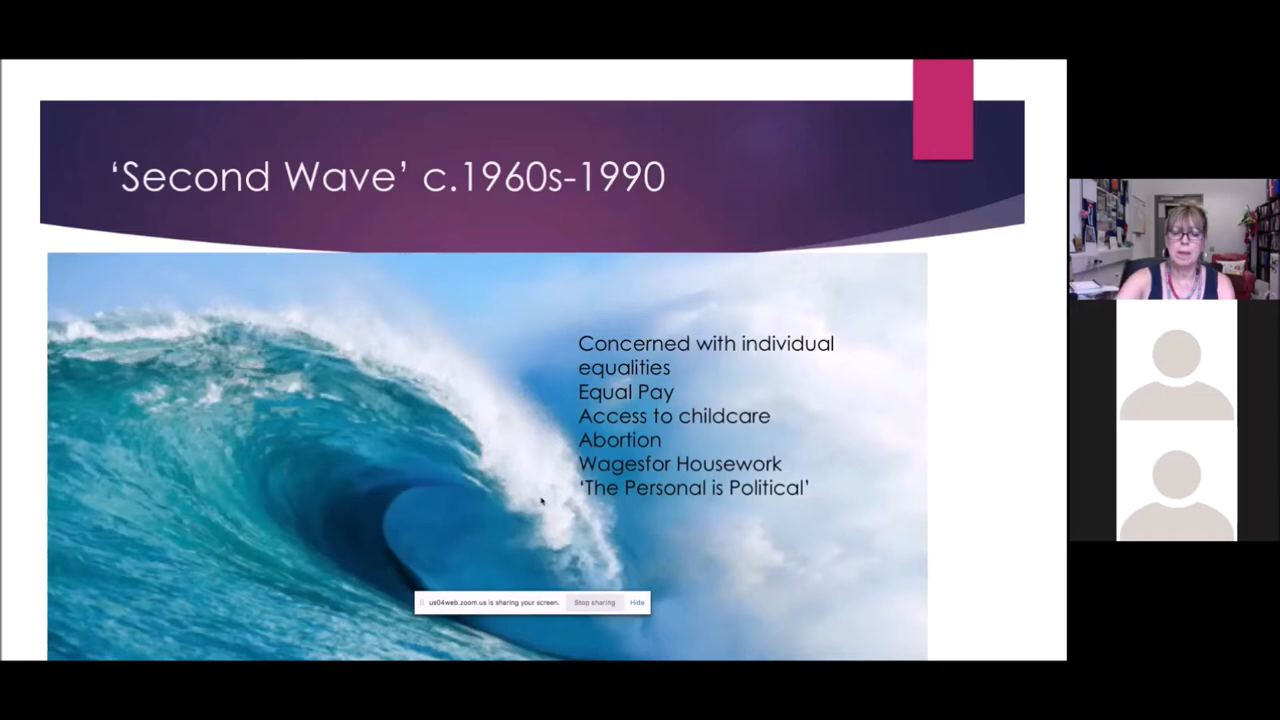 ‘Second Wave’ c.1960s-1990
Concerned with individual
equalities
Equal Pay
Access to childcare
Abortion
Wagesfor Housework
‘The Personal is Political’
us04web.zoom.us is sharing your screen. Stop sharing Hide